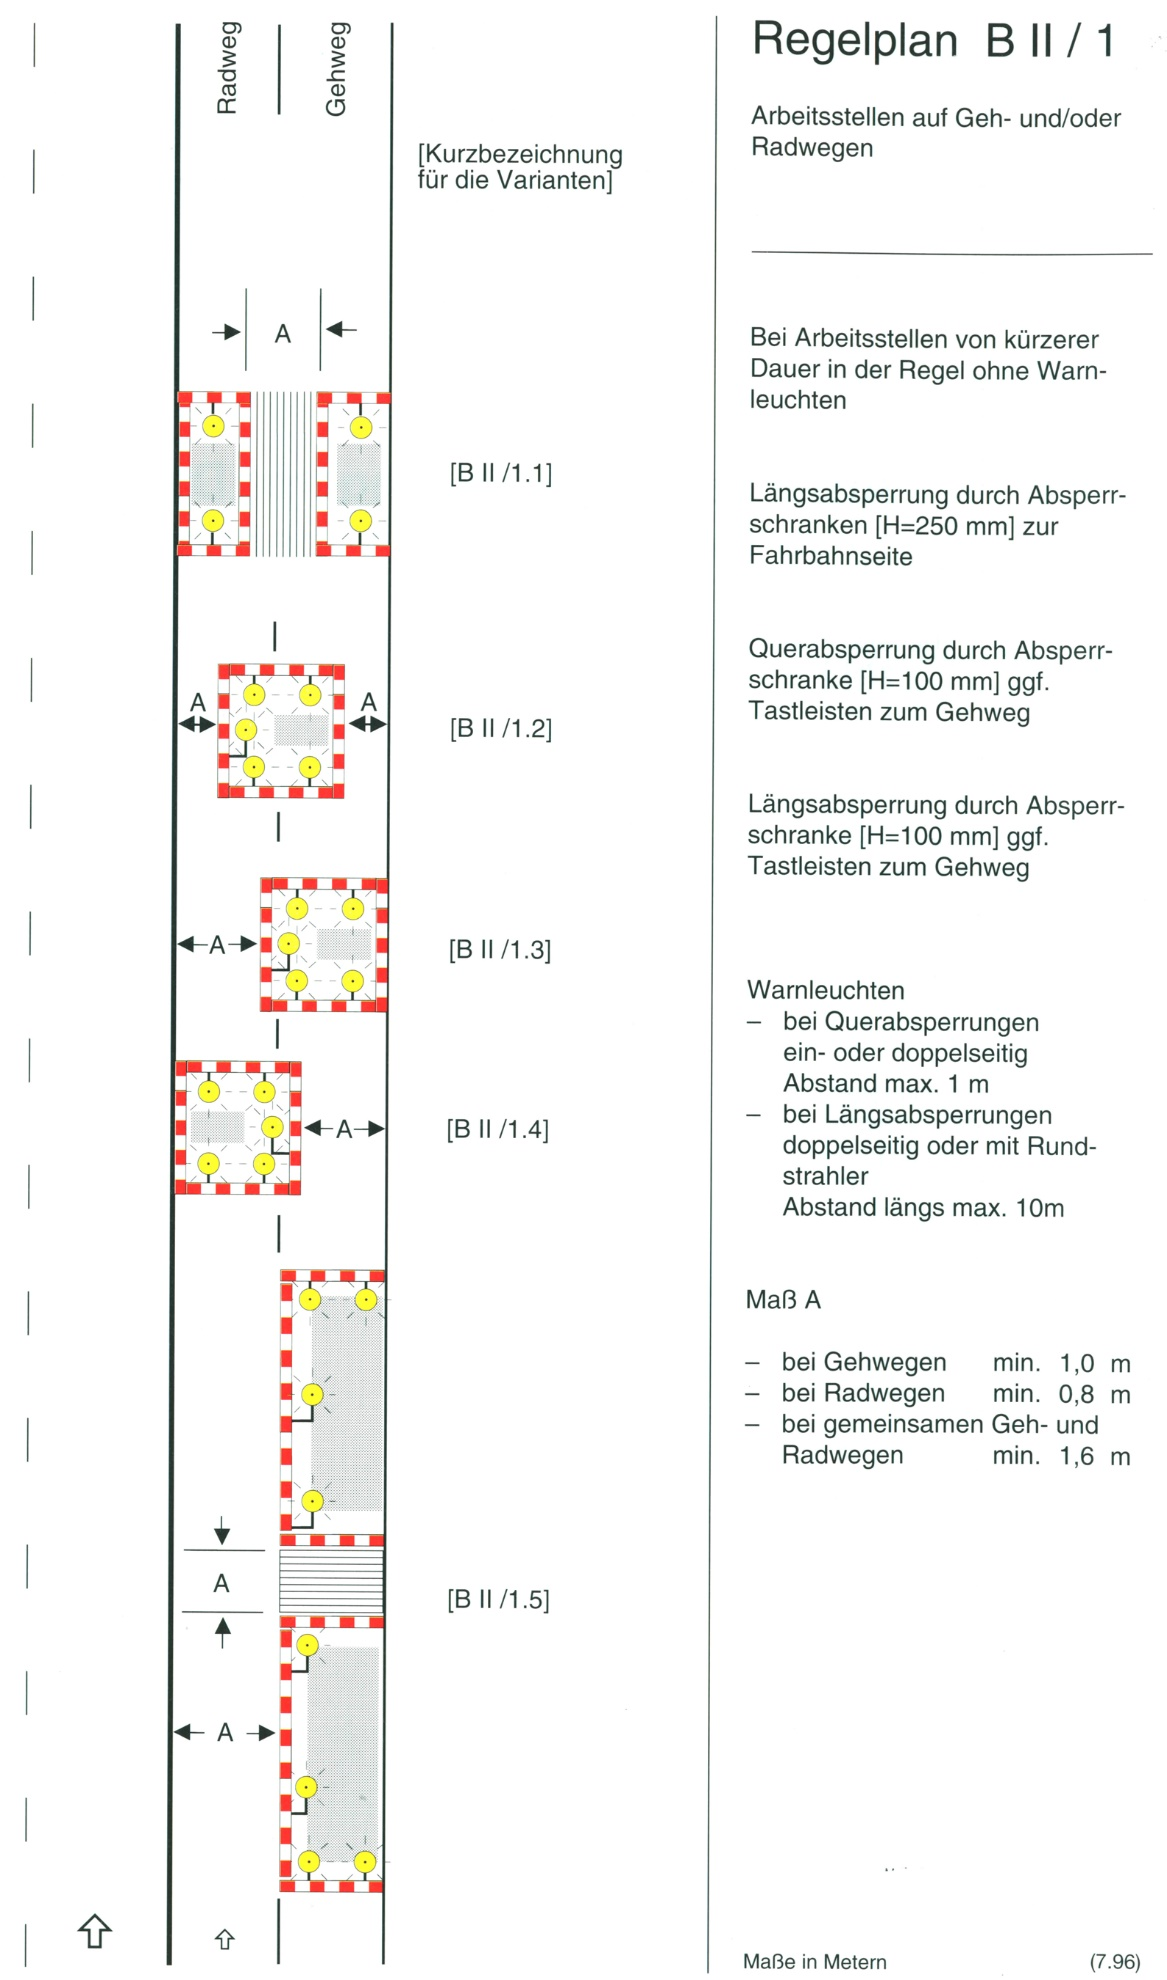 Radweg
Gehweg
[Kurzbezeichnung
für die Varianten]
A
[B II /1.1]
A
A
[B II /1.2]
A
[B II /1.3]
A
[B II /1.4]
A
[B II /1.5]
A
Regelplan B II / 1
Arbeitsstellen auf Geh- und/oder
Radwegen
Bei Arbeitsstellen von kürzerer
Dauer in der Regel ohne Warn-
leuchten
Längsabsperrung durch Absperr-
schranken [H=250 mm] zur
Fahrbahnseite
Querabsperrung durch Absperr-
schranke [H=100 mm] ggf.
Tastleisten zum Gehweg
Längsabsperrung durch Absperr-
schranke [H=100 mm] ggf.
Tastleisten zum Gehweg
Warnleuchten
– bei Querabsperrungen
ein- oder doppelseitig
Abstand max. 1 m
– bei Längsabsperrungen
doppelseitig oder mit Rund-
strahler
Abstand längs max. 10m
Maß A
– bei Gehwegen min. 1,0 m
– bei Radwegen min. 0,8 m
– bei gemeinsamen Geh- und
Radwegen min. 1,6 m
Maße in Metern (7.96)